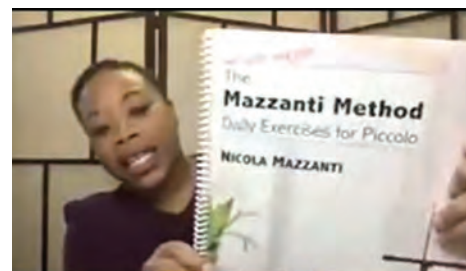 The
Mazzanti Method
Daily Exercises for Piccolo
NICOLA MAZZANTI